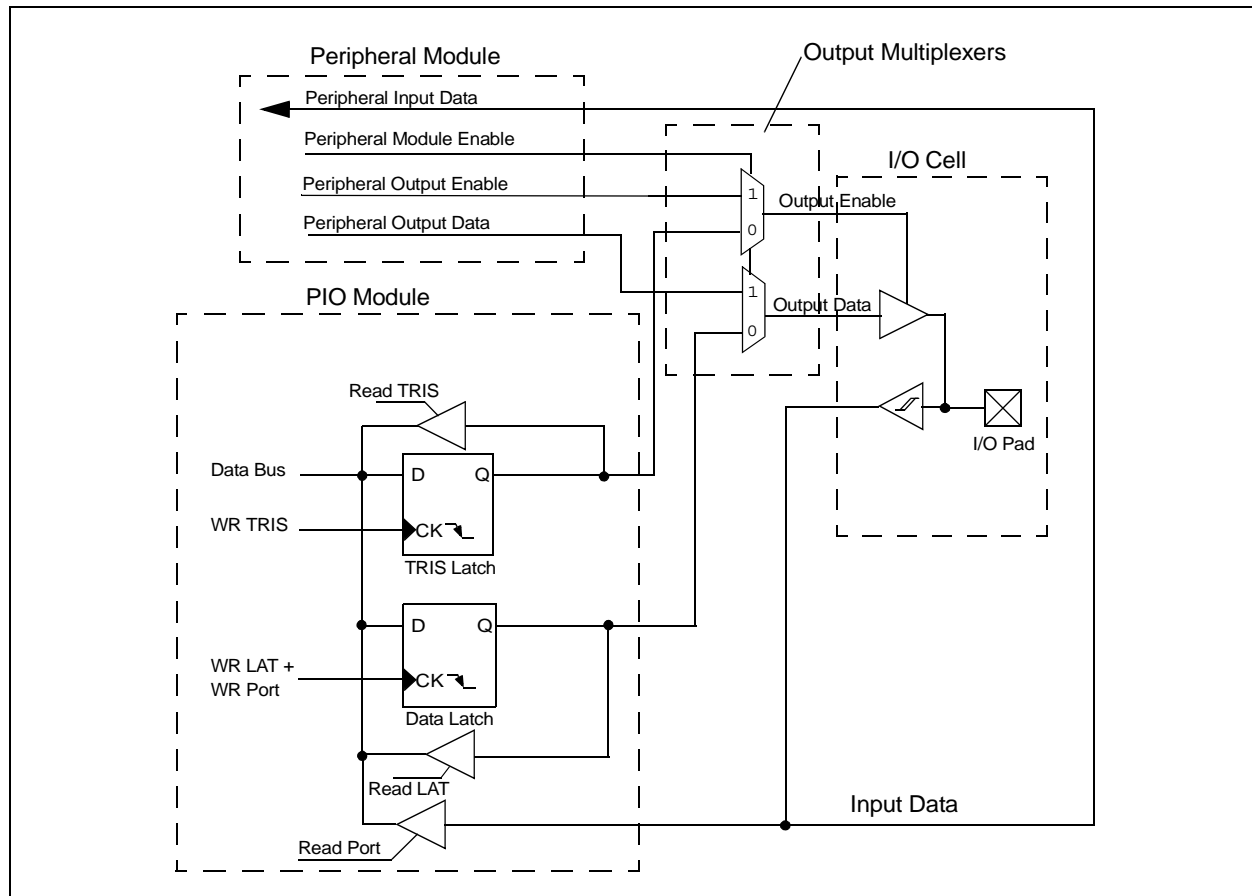 Peripheral Module
Output Multiplexers
Peripheral Input Data
Peripheral Module Enable
I/O Cell
Peripheral Output Enable
1
Output Enable
Peripheral Output Data
0
PIO Module
1
Output Data
0
Read TRIS
I/O Pad
Data Bus
D
Q
WR TRIS
CK
TRIS Latch
D
Q
WR LAT +
WR Port
CK
Data Latch
Read LAT
Input Data
Read Port